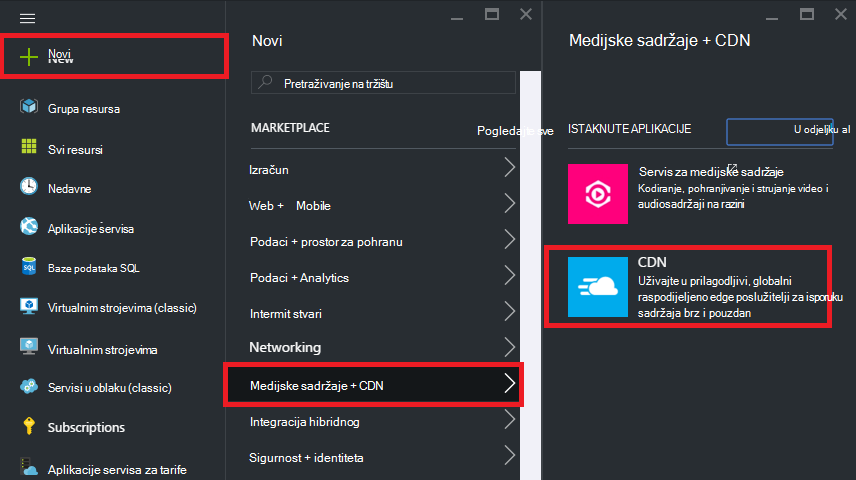 Novi
New
Grupa resursa
Svi resursi
Nedavne
Aplikacije servisa
SQL
Baze podataka SQL
Virtualnim strojevima (classic)
Virtualnim strojevima
Servisi u oblaku (classic)
Subscriptions
Aplikacije servisa za tarife
Novi
Pretraživanje na tržištu
MARKETPLACE
Pogledajte sve
Izračun
Web + Mobile
Podaci + prostor za pohranu
Podaci + Analytics
Intermit stvari
Networking
Medijske sadržaje + CDN
Integracija hibridnog
Sigurnost + identiteta
Medijske sadržaje + CDN
ISTAKNUTE APLIKACIJE
U odjeljku al
Servis za medijske sadržaje
Kodiranje, pohranjivanje i strujanje video i
audiosadržaji na razini
CDN
Uživajte u prilagodljivi, globalni
raspodijeljeno edge poslužitelji za isporuku
sadržaja brz i pouzdan